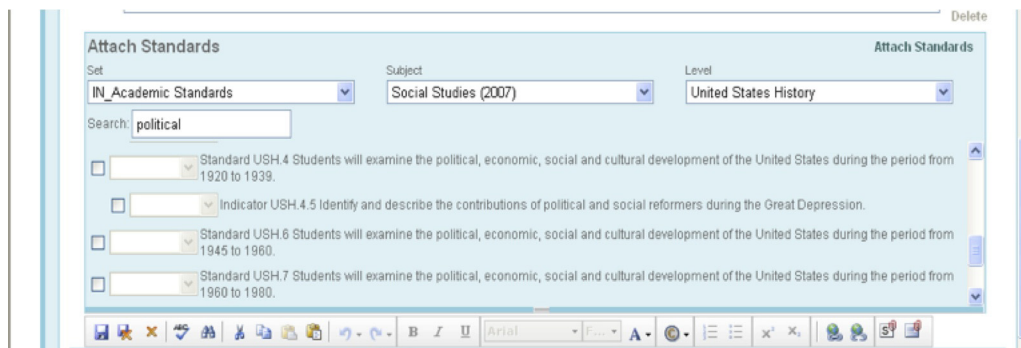 Delete
Attach Standards Attach Standards
Set Subject Level
IN_Academic Standards Social Studies (2007) United States History
Search: political
Standard USH.4 Students will examine the political, economic, social and cultural development of the United States during the period from
1920 to 1939.
Indicator USH.4.5 Identify and describe the contributions of political and social reformers during the Great Depression.
Standard USH.6 Students will examine the political, economic, social and cultural development of the United States during the period from
1945 to 1960.
Standard USH.7 Students will examine the political, economic, social and cultural development of the United States during the period from
1960 to 1980.
ABC B I U Arial F... A © x² x₂ S